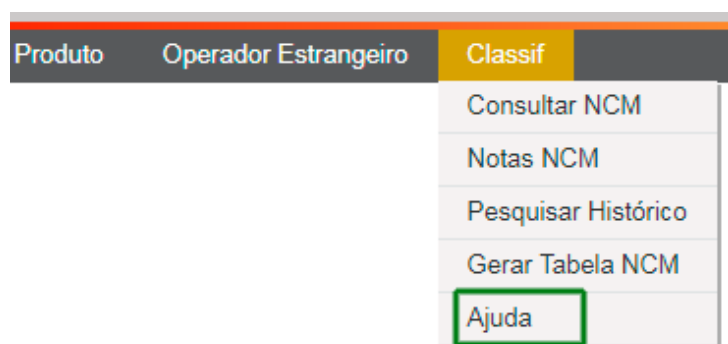 Produto Operador Estrangeiro Classif
Consultar NCM
Notas NCM
Pesquisar Histórico
Gerar Tabela NCM
Ajuda